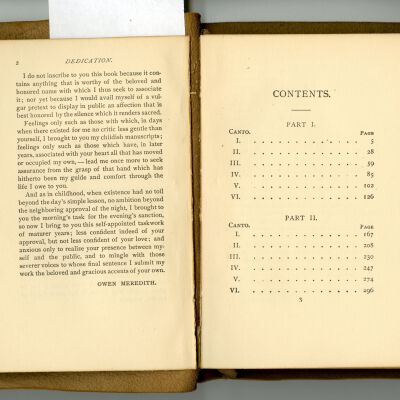 2 DEDICATION.
I do not inscribe to you this book because it con-
tains anything that is worthy of the beloved and
honored name with which I thus seek to associate
it; nor yet because I would avail myself of a vul-
gar pretext to display in public an affection that is
best honored by the silence which it renders sacred.
Feelings only such as those with which, in days
when there existed for me no critic less gentle than
yourself, I brought to you my childish manuscripts;
feelings only such as those which have, in later
years, associated with your heart all that has moved
or occupied my own,—lead me once more to seek
assurance from the grasp of that hand which has
hitherto been my guide and comfort through the
life I owe to you.
And as in childhood, when existence had no toil
beyond the day's simple lesson, no ambition beyond
the neighboring approval of the night, I brought to
you the morning's task for the evening's sanction,
so now I bring to you this self-appointed taskwork
of maturer years; less confident indeed of your
approval, but not less confident of your love; and
anxious only to realise your presence between my-
self and the public, and to mingle with those
severer voices to whose final sentence I submit my
work the beloved and gracious accents of your own.
OWEN MEREDITH.
CONTENTS.
PART I.
CANTO. PAGE
I. . . . . . . . . . . . 5
II. . . . . . . . . . . . 28
III. . . . . . . . . . . . 59
IV. . . . . . . . . . . . 85
V. . . . . . . . . . . . 102
VI. . . . . . . . . . . . 126
PART II.
CANTO. PAGE
I. . . . . . . . . . . . 167
II. . . . . . . . . . . . 208
III. . . . . . . . . . . . 230
IV. . . . . . . . . . . . 247
V. . . . . . . . . . . . 274
VI. . . . . . . . . . . . 296
3